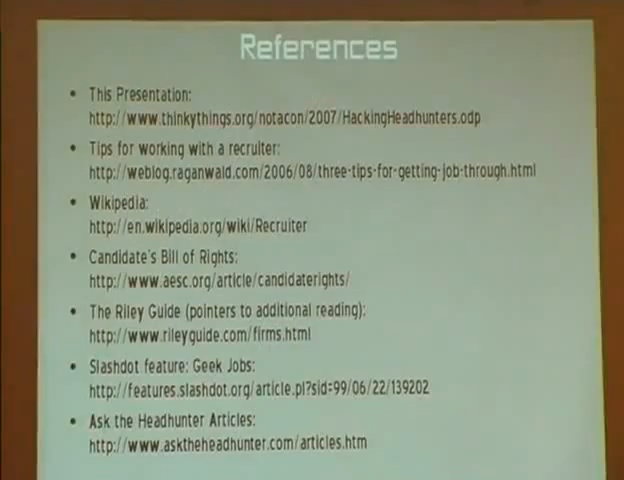 References
• This Presentation:
http://www.thinkythings.org/notacon/2007/HackingHeadhunters.odp
• Tips for working with a recruiter:
http://weblog.raganwald.com/2006/08/three-tips-for-getting-job-through.html
• Wikipedia:
http://en.wikipedia.org/wiki/Recruiter
• Candidate's Bill of Rights:
http://www.aesc.org/article/candidaterights/
• The Riley Guide (pointers to additional reading):
http://www.rileyguide.com/firms.html
• Slashdot feature: Geek Jobs:
http://features.slashdot.org/article.pl?sid=99/06/22/139202
• Ask the Headhunter Articles:
http://www.asktheheadhunter.com/articles.htm